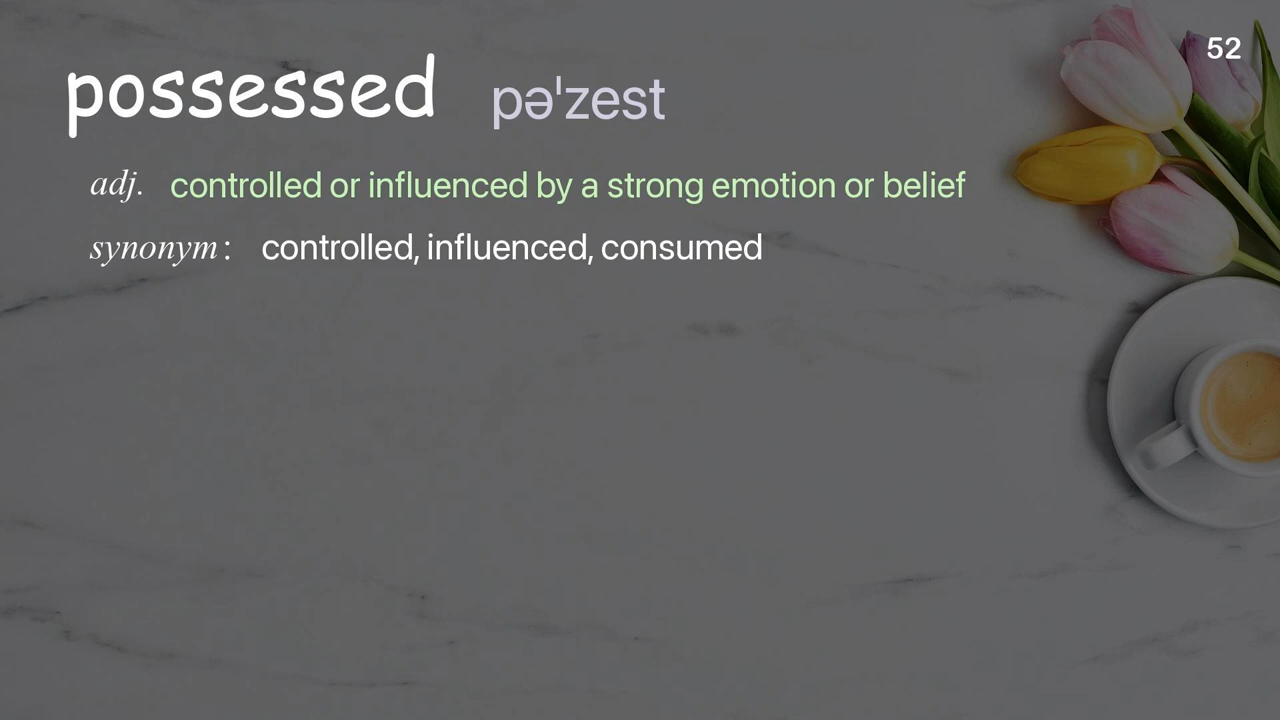 52
possessed pəˈzest
adj. controlled or influenced by a strong emotion or belief
synonym : controlled, influenced, consumed